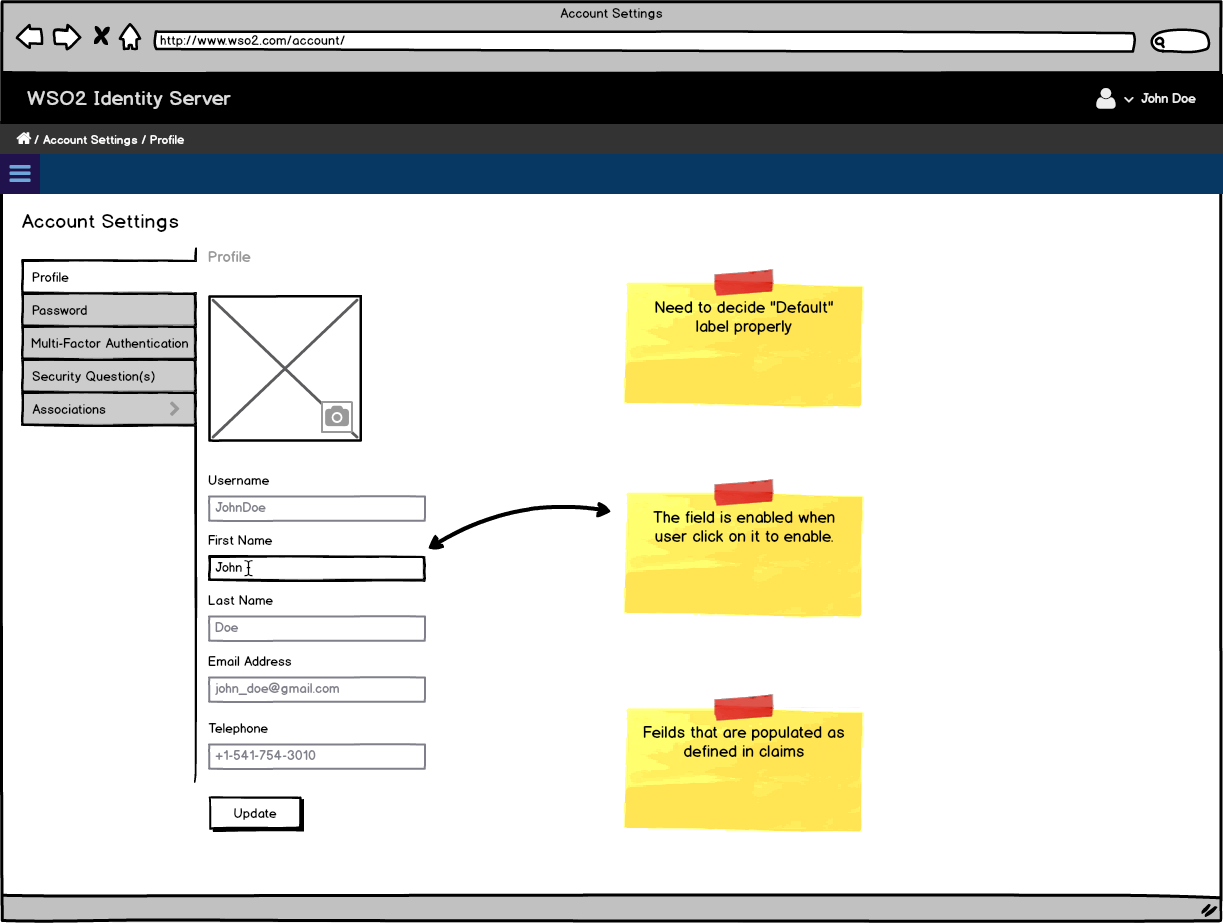 Account Settings
http://www.wso2.com/account/
WSO2 Identity Server
John Doe
/ Account Settings / Profile
Account Settings
Profile
Password
Multi-Factor Authentication
Security Question(s)
Associations
Profile
Username
JohnDoe
First Name
John
Last Name
Doe
Email Address
john_doe@gmail.com
Telephone
+1-541-754-3010
Update
Need to decide "Default"
label properly
The field is enabled when
user click on it to enable.
Feilds that are populated as
defined in claims